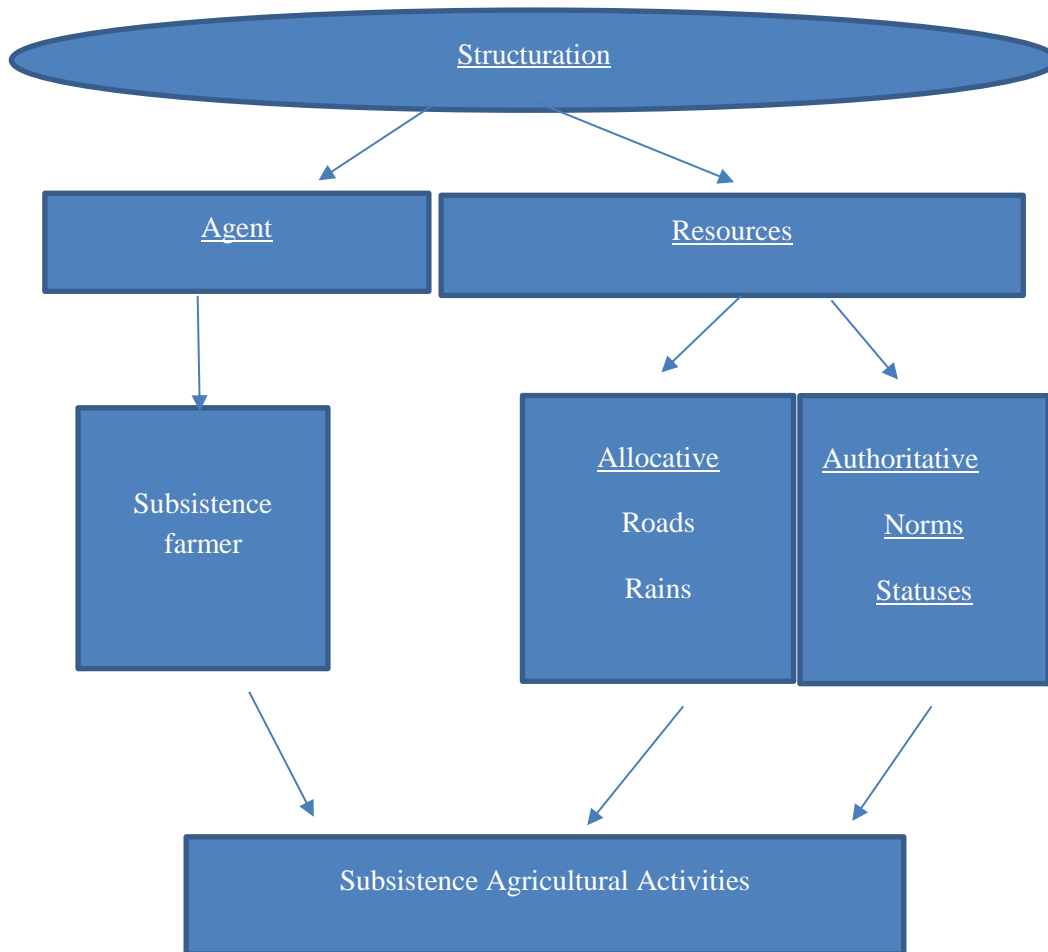 Structuration
Agent
Resources
Subsistence
farmer
Allocative
Roads
Rains
Authoritative
Norms
Statuses
Subsistence Agricultural Activities